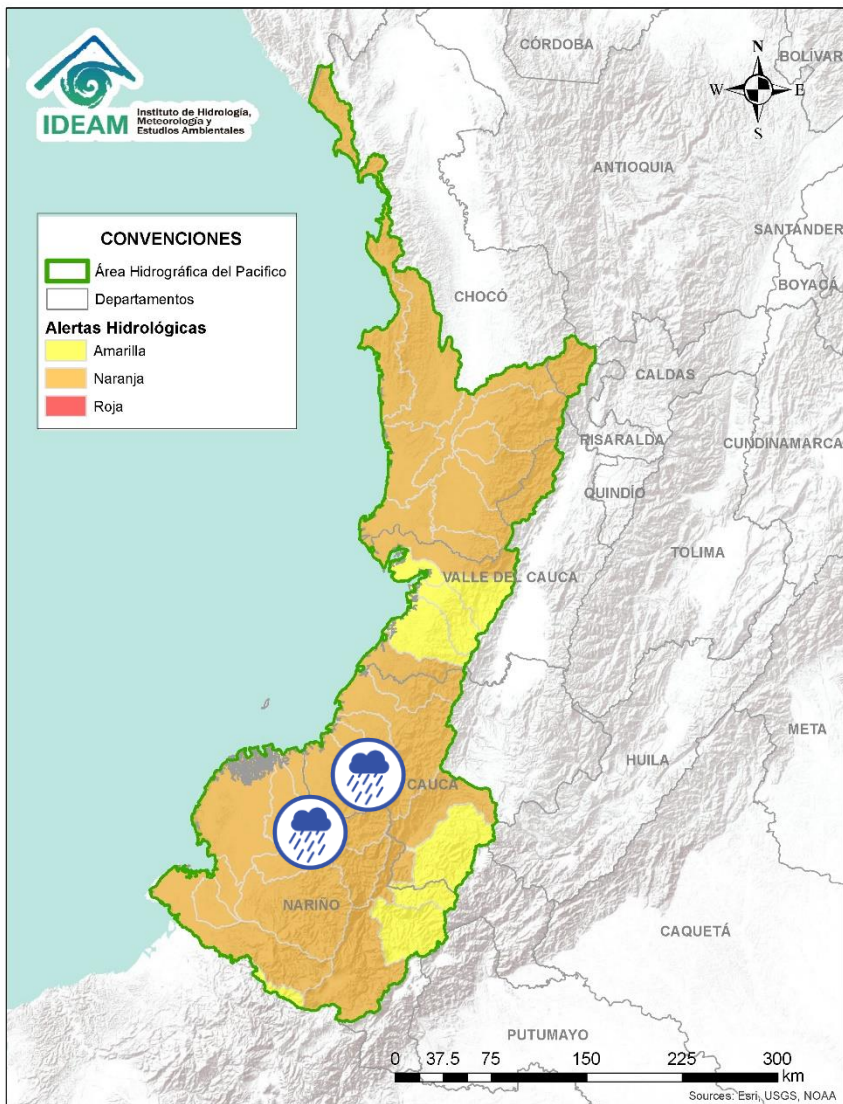 IDEAM
Instituto de Hidrología,
Meteorología y
Estudios Ambientales
N
W
E
S
CÓRDOBA
BOLÍVAR
ANTIOQUIA
SANTANDER
BOYACÁ
CONVENCIONES
Área Hidrográfica del Pacifico
Departamentos
Alertas Hidrológicas
Amarilla
Naranja
Roja
CHOCÓ
CALDAS
RISARALDA
CUNDINAMARCA
QUINDÍO
TOLIMA
VALLE DEL CAUCA
META
HUILA
CAUCA
NARIÑO
CAQUETÁ
PUTUMAYO
0 37.5 75 150 225 300
km
Sources: Esri, USGS, NOAA